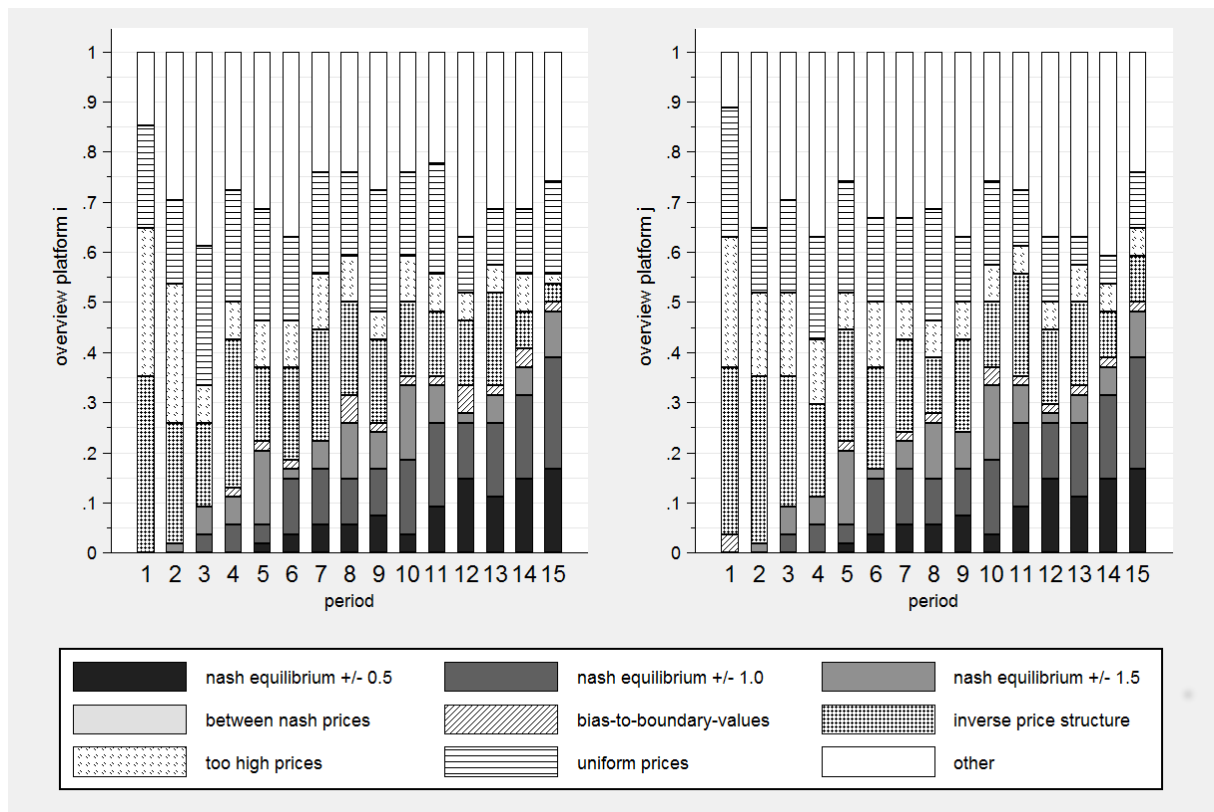 1
.9
.8
.7
.6
.5
.4
.3
.2
.1
0
overview platform i
1 2 3 4 5 6 7 8 9 10 11 12 13 14 15
period
1
.9
.8
.7
.6
.5
.4
.3
.2
.1
0
overview platform j
1 2 3 4 5 6 7 8 9 10 11 12 13 14 15
period
nash equilibrium +/- 0.5 nash equilibrium +/- 1.0 nash equilibrium +/- 1.5
between nash prices bias-to-boundary-values inverse price structure
too high prices uniform prices other